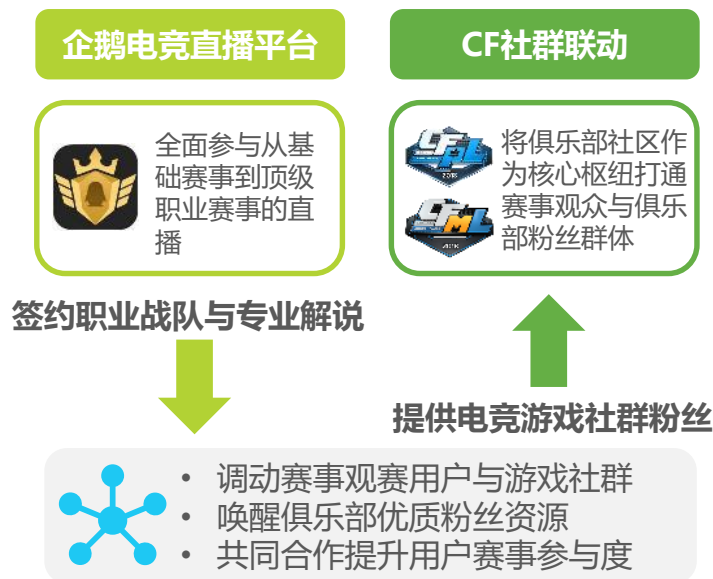 企鹅电竞直播平台
CF社群联动
全面参与从基
础赛事到顶级
职业赛事的直
播
CFPL
2015
CFML
将俱乐部社区作
为核心枢纽打通
赛事观众与俱乐
部粉丝群体
签约职业战队与专业解说
提供电竞游戏社群粉丝
• 调动赛事观赛用户与游戏社群
• 唤醒俱乐部优质粉丝资源
• 共同合作提升用户赛事参与度